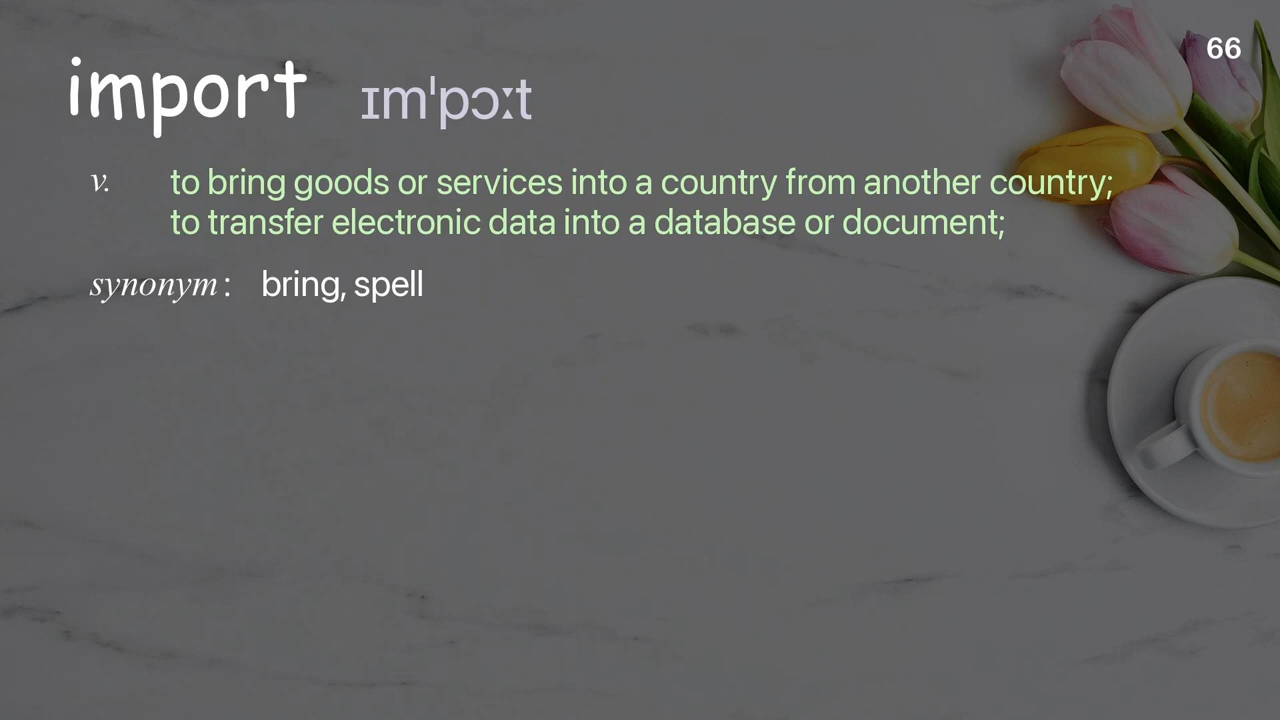 66
import ɪmˈpɔːt
v. to bring goods or services into a country from another country;
to transfer electronic data into a database or document;
synonym : bring, spell